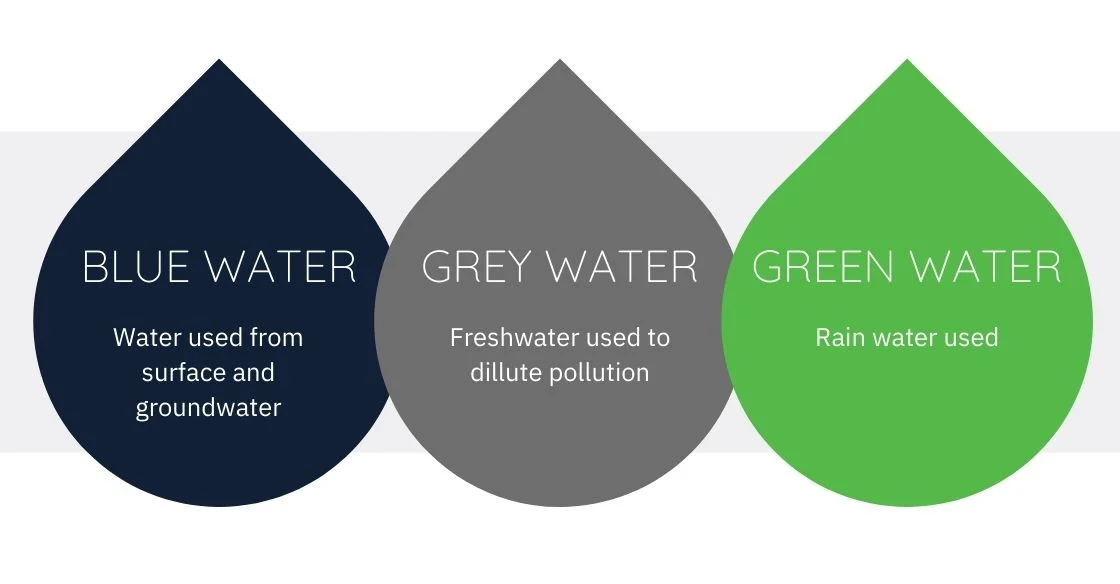 BLUE WATER
Water used from
surface and
groundwater
GREY WATER
Freshwater used to
dillute pollution
GREEN WATER
Rain water used